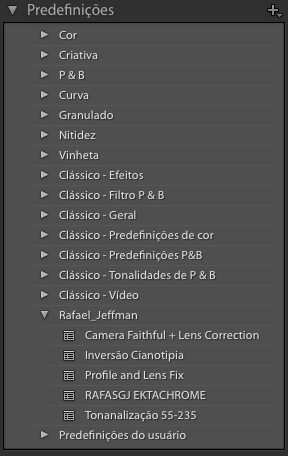 Predefinições
Cor
Criativa
P & B
Curva
Granulado
Nitidez
Vinheta
Clássico - Efeitos
Clássico - Filtro P & B
Clássico - Geral
Clássico - Predefinições de cor
Clássico - Predefinições P&B
Clássico - Tonalidades de P & B
Clássico - Vídeo
Rafael_Jeffman
Camera Faithful + Lens Correction
Inversão Cianotipia
Profile and Lens Fix
RAFASGJ EKTACHROME
Tonanalização 55-235
Predefinições do usuário